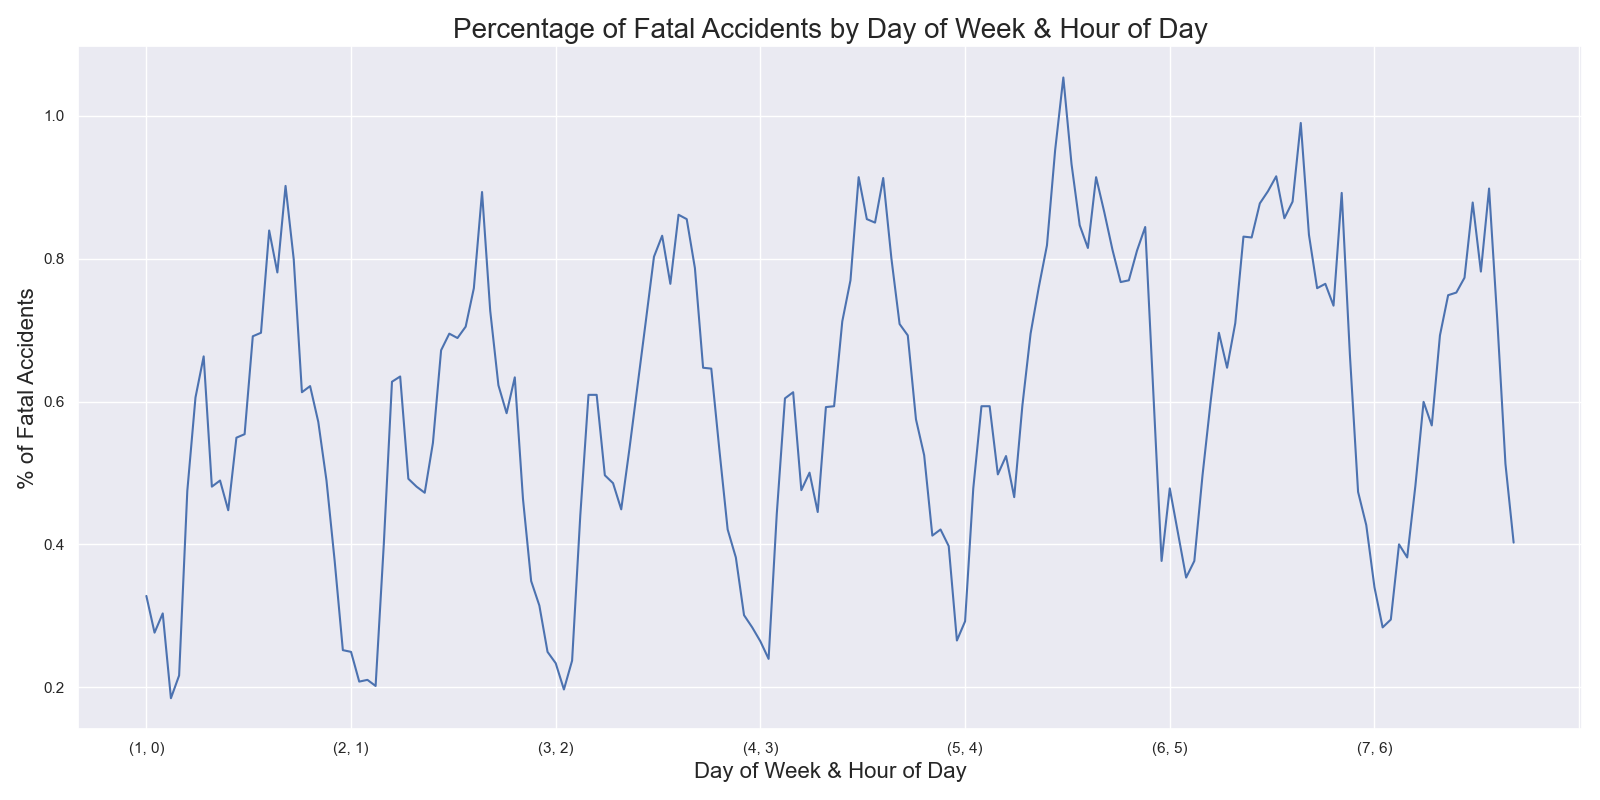 Percentage of Fatal Accidents by Day of Week & Hour of Day
% of Fatal Accidents
1.0
0.8
0.6
0.4
0.2
(1, 0) (2, 1) (3, 2) (4, 3) (5, 4) (6, 5) (7, 6)
Day of Week & Hour of Day